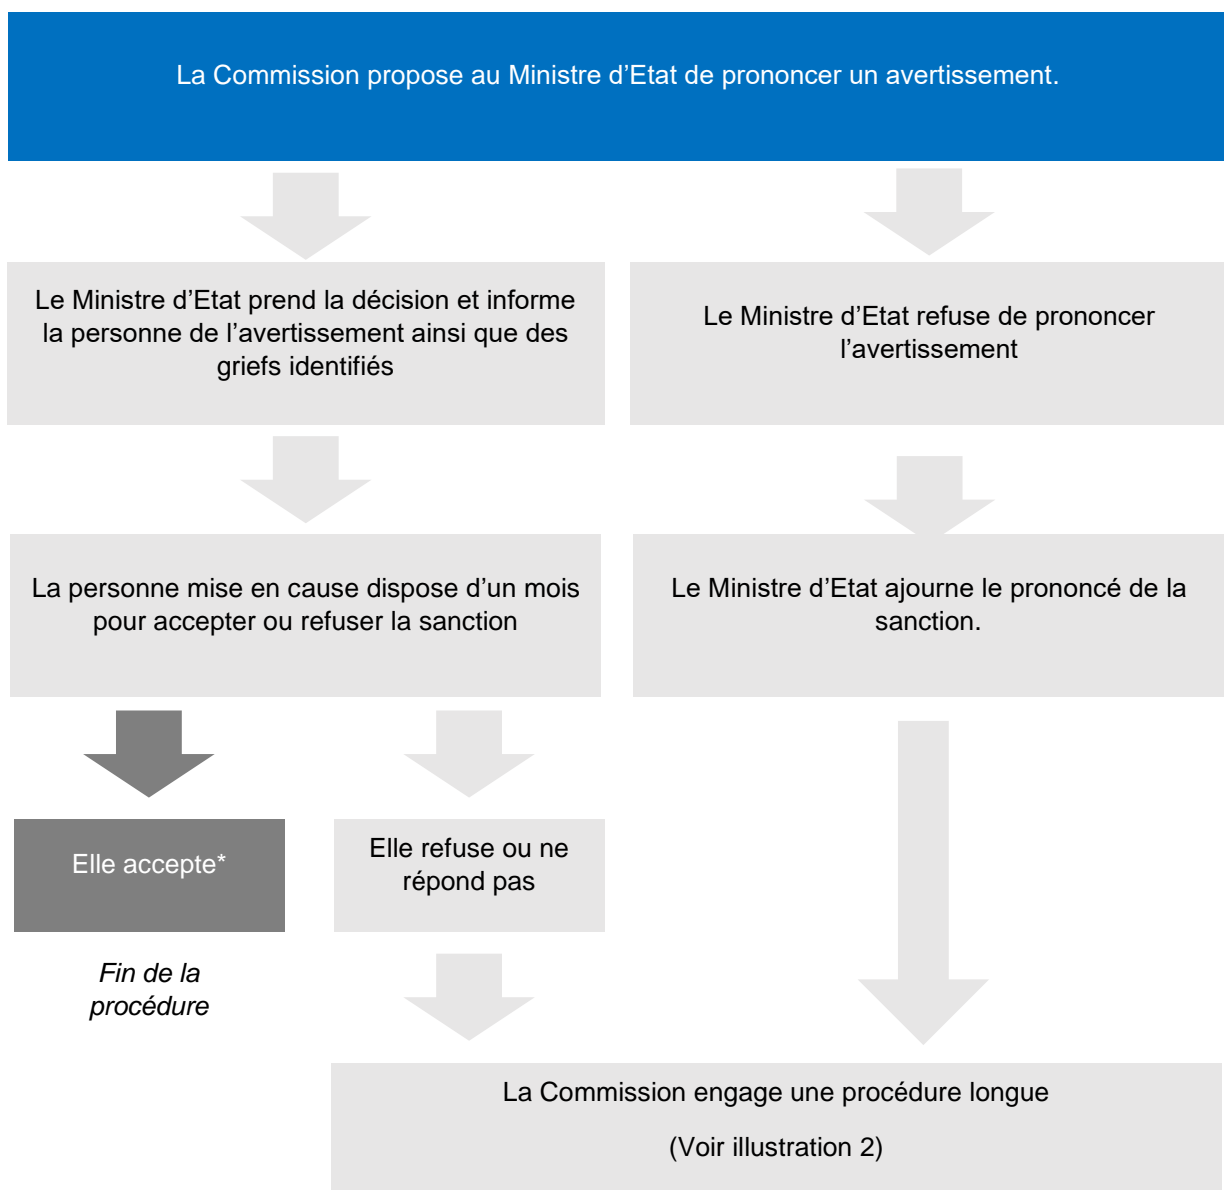 La Commission propose au Ministre d’Etat de prononcer un avertissement.
Le Ministre d’Etat prend la décision et informe
la personne de l’avertissement ainsi que des
griefs identifiés
Le Ministre d’Etat refuse de prononcer
l’avertissement
La personne mise en cause dispose d’un mois
pour accepter ou refuser la sanction
Le Ministre d’Etat ajourne le prononcé de la
sanction.
Elle accepte*
Elle refuse ou ne
répond pas
Fin de la
procédure
La Commission engage une procédure longue
(Voir illustration 2)